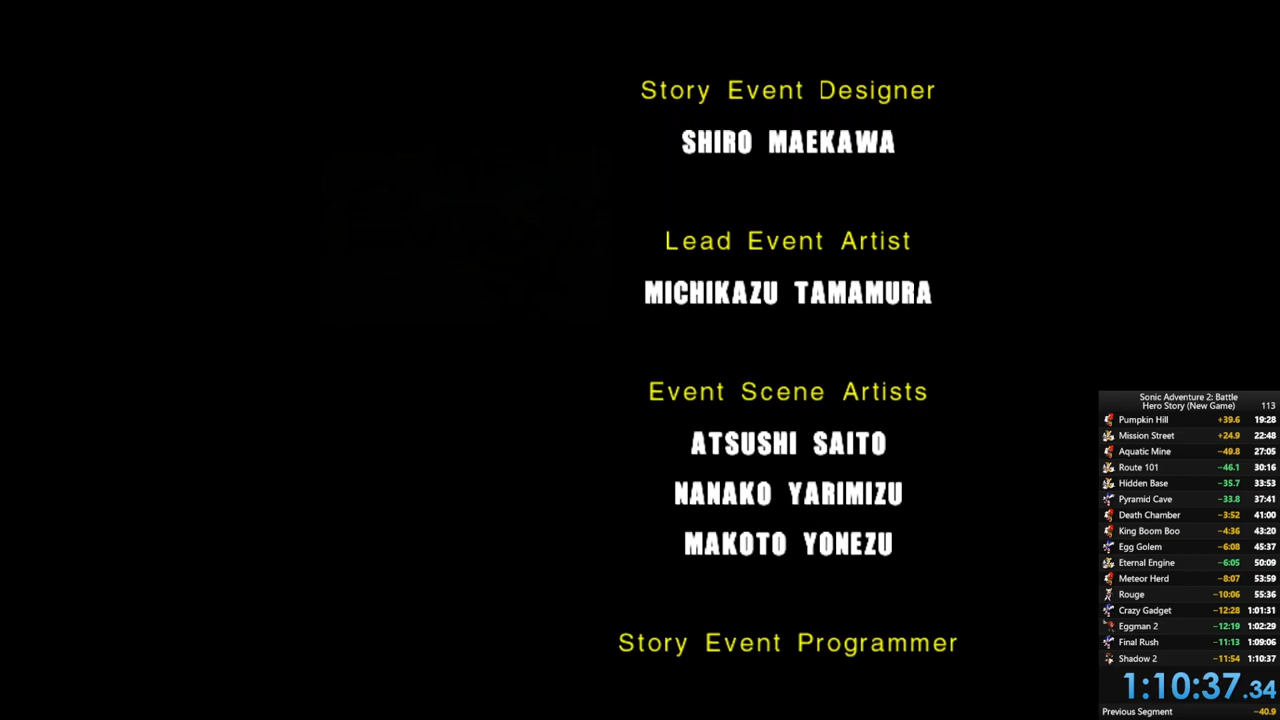 Story Event Designer
SHIRO MAEKAWA
Lead Event Artist
MICHIKAZU TAMAMURA
Event Scene Artists
ATSUSHI SAITO
NANAKO YARIMIZU
MAKOTO YONEZU
Story Event Programmer
Sonic Adventure 2: Battle
Hero Story (New Game) 113
Pumpkin Hill +39.6 19:28
Mission Street +24.9 22:48
Aquatic Mine −49.8 27:05
Route 101 −46.1 30:16
Hidden Base −35.7 33:53
Pyramid Cave −33.8 37:41
Death Chamber −3:52 41:00
King Boom Boo −4:36 43:20
Egg Golem −6:08 45:37
Eternal Engine −6:05 50:09
Meteor Herd −8:07 53:59
Rouge −10:06 55:36
Crazy Gadget −12:28 1:01:31
Eggman 2 −12:19 1:02:29
Final Rush −11:13 1:09:06
Shadow 2 −11:54 1:10:37
1:10:37.34
Previous Segment −40.9